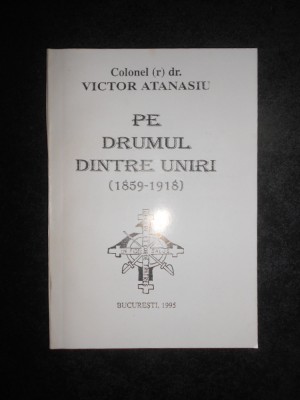 Colonel (r) dr.
VICTOR ATANASIU
PE
DRUMUL
DINTRE UNIRI
(1859-1918)
BUCUREȘTI, 1995